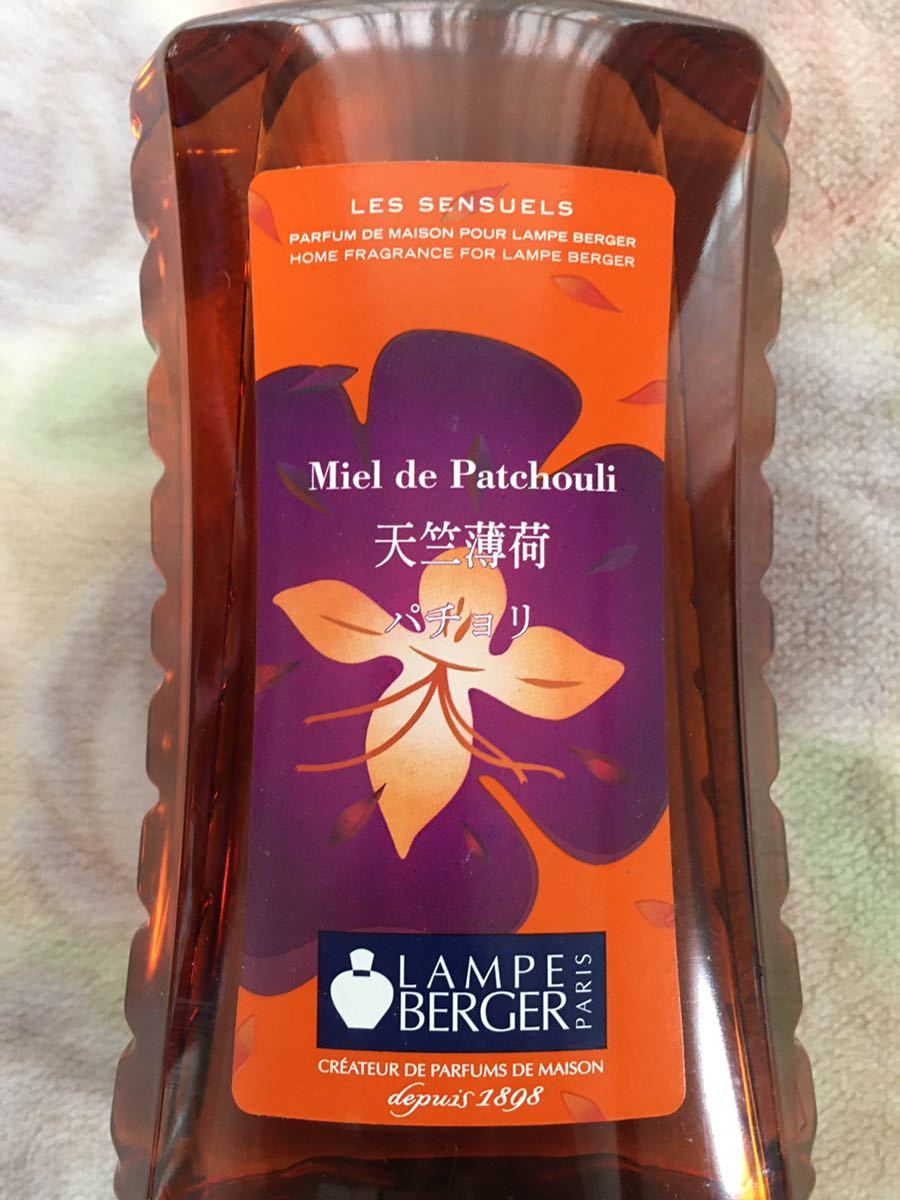 LES SENSUELS
PARFUM DE MAISON POUR LAMPE BERGER
HOME FRAGRANCE FOR LAMPE BERGER
Miel de Patchouli
天竺薄荷
パチョリ
LAMPE
BERGER
PARIS
CRÉATEUR DE PARFUMS DE MAISON
depuis 1898